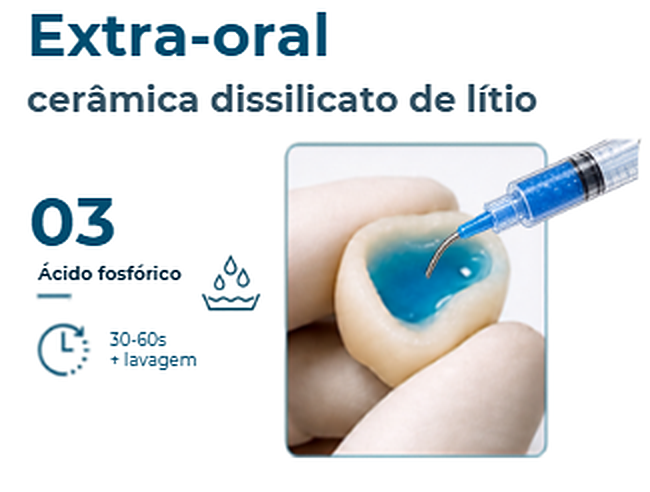 Extra-oral
cerâmica dissilicato de lítio
03
Ácido fosfórico
30-60s
+ lavagem